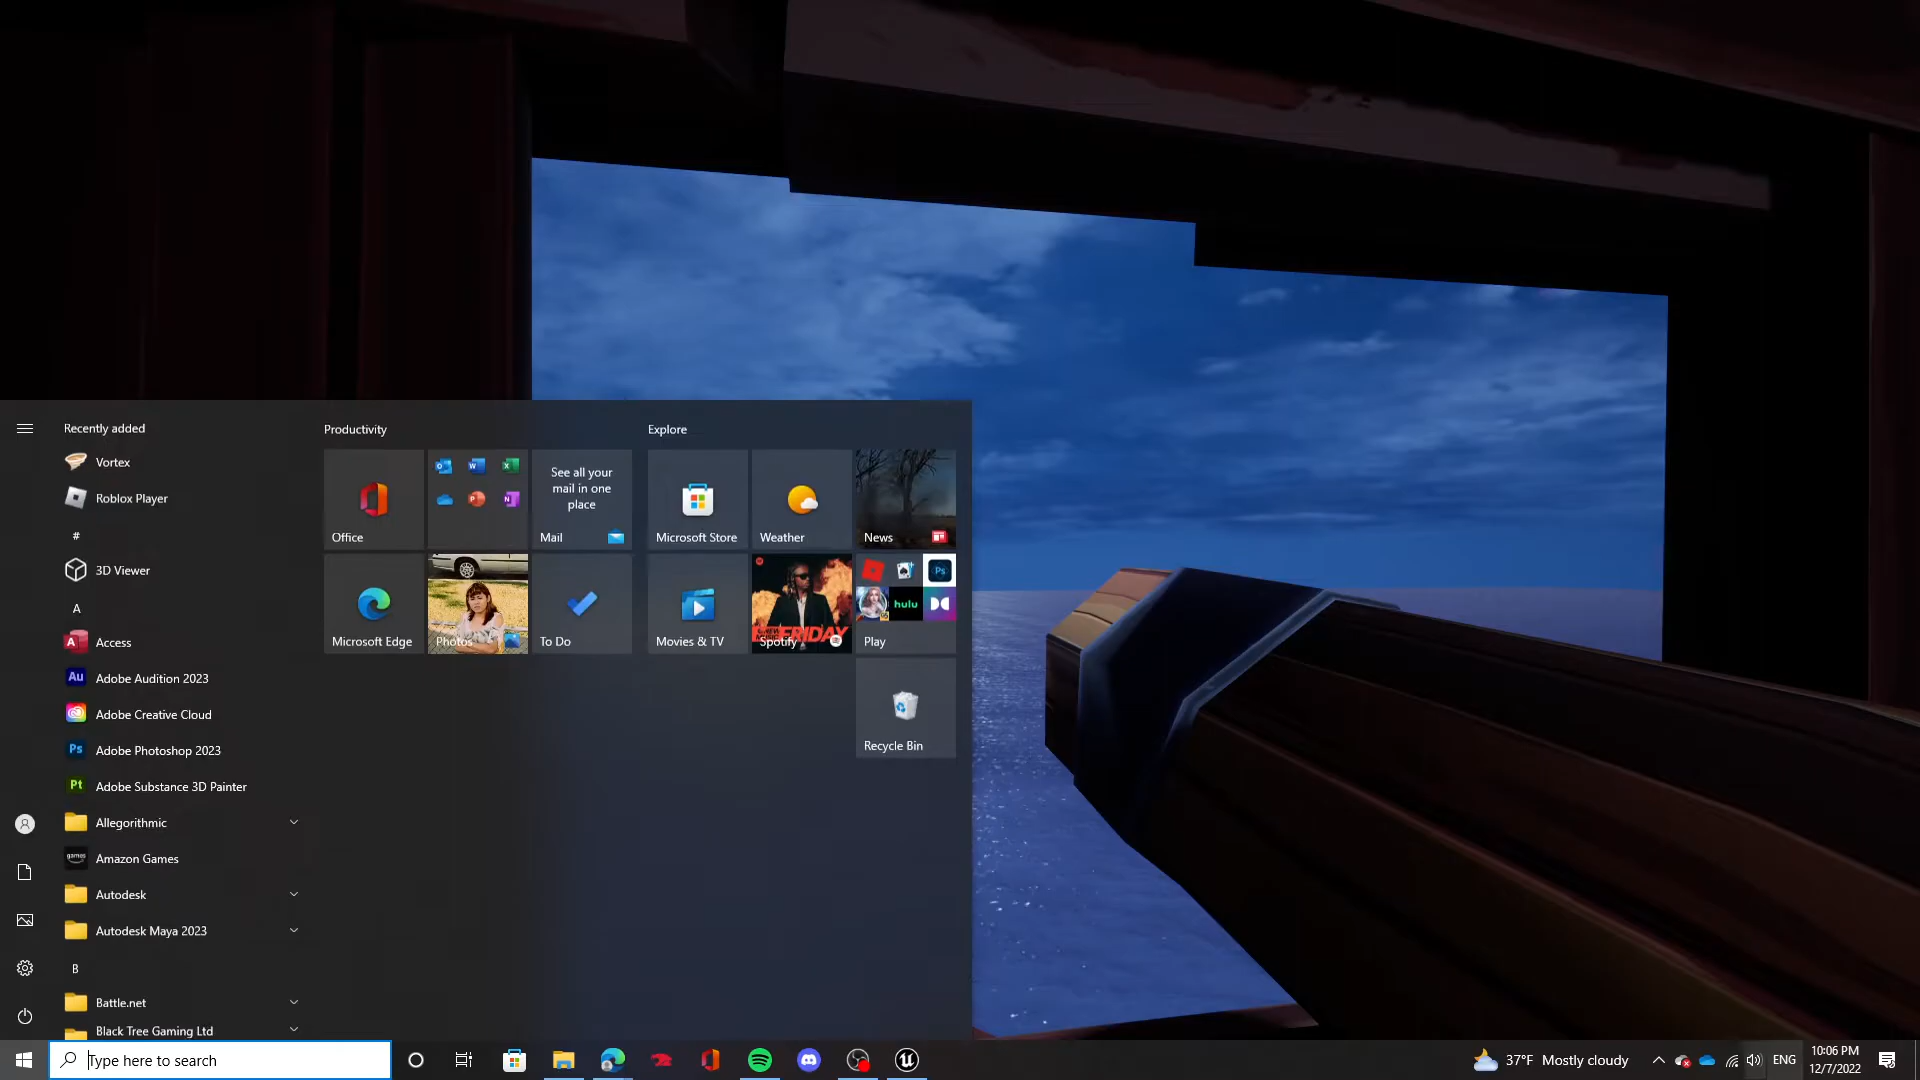 Recently added
Vortex
Roblox Player
#
3D Viewer
A
Access
Adobe Audition 2023
Adobe Creative Cloud
Adobe Photoshop 2023
Adobe Substance 3D Painter
Allegorithmic
Amazon Games
Autodesk
Autodesk Maya 2023
B
Battle.net
Black Tree Gaming Ltd
Productivity
Office
See all your
mail in one
place
Mail
Microsoft Edge
Photos
To Do
Explore
Microsoft Store
Weather
News
Movies & TV
FRIDAY
Spotify
Ps
hulu
Play
Recycle Bin
Type here to search
37°F Mostly cloudy
ENG
10:06 PM
12/7/2022